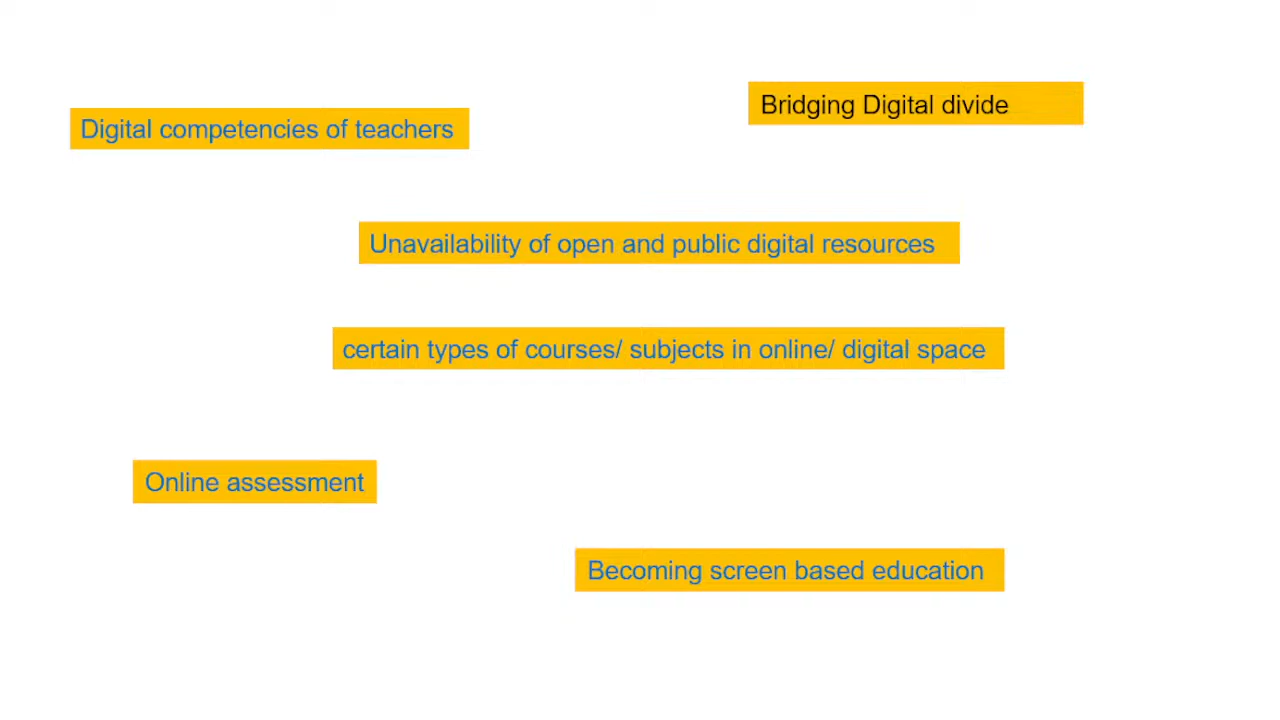 Bridging Digital divide
Digital competencies of teachers
Unavailability of open and public digital resources
certain types of courses/ subjects in online/ digital space
Online assessment
Becoming screen based education